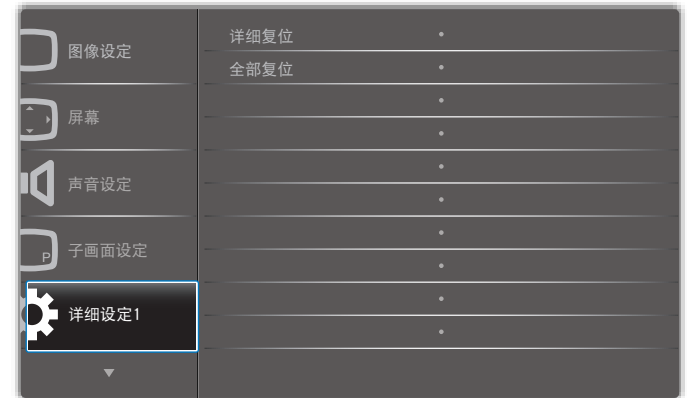 图像设定
屏幕
声音设定
P
子画面设定
详细设定1
详细复位
全部复位